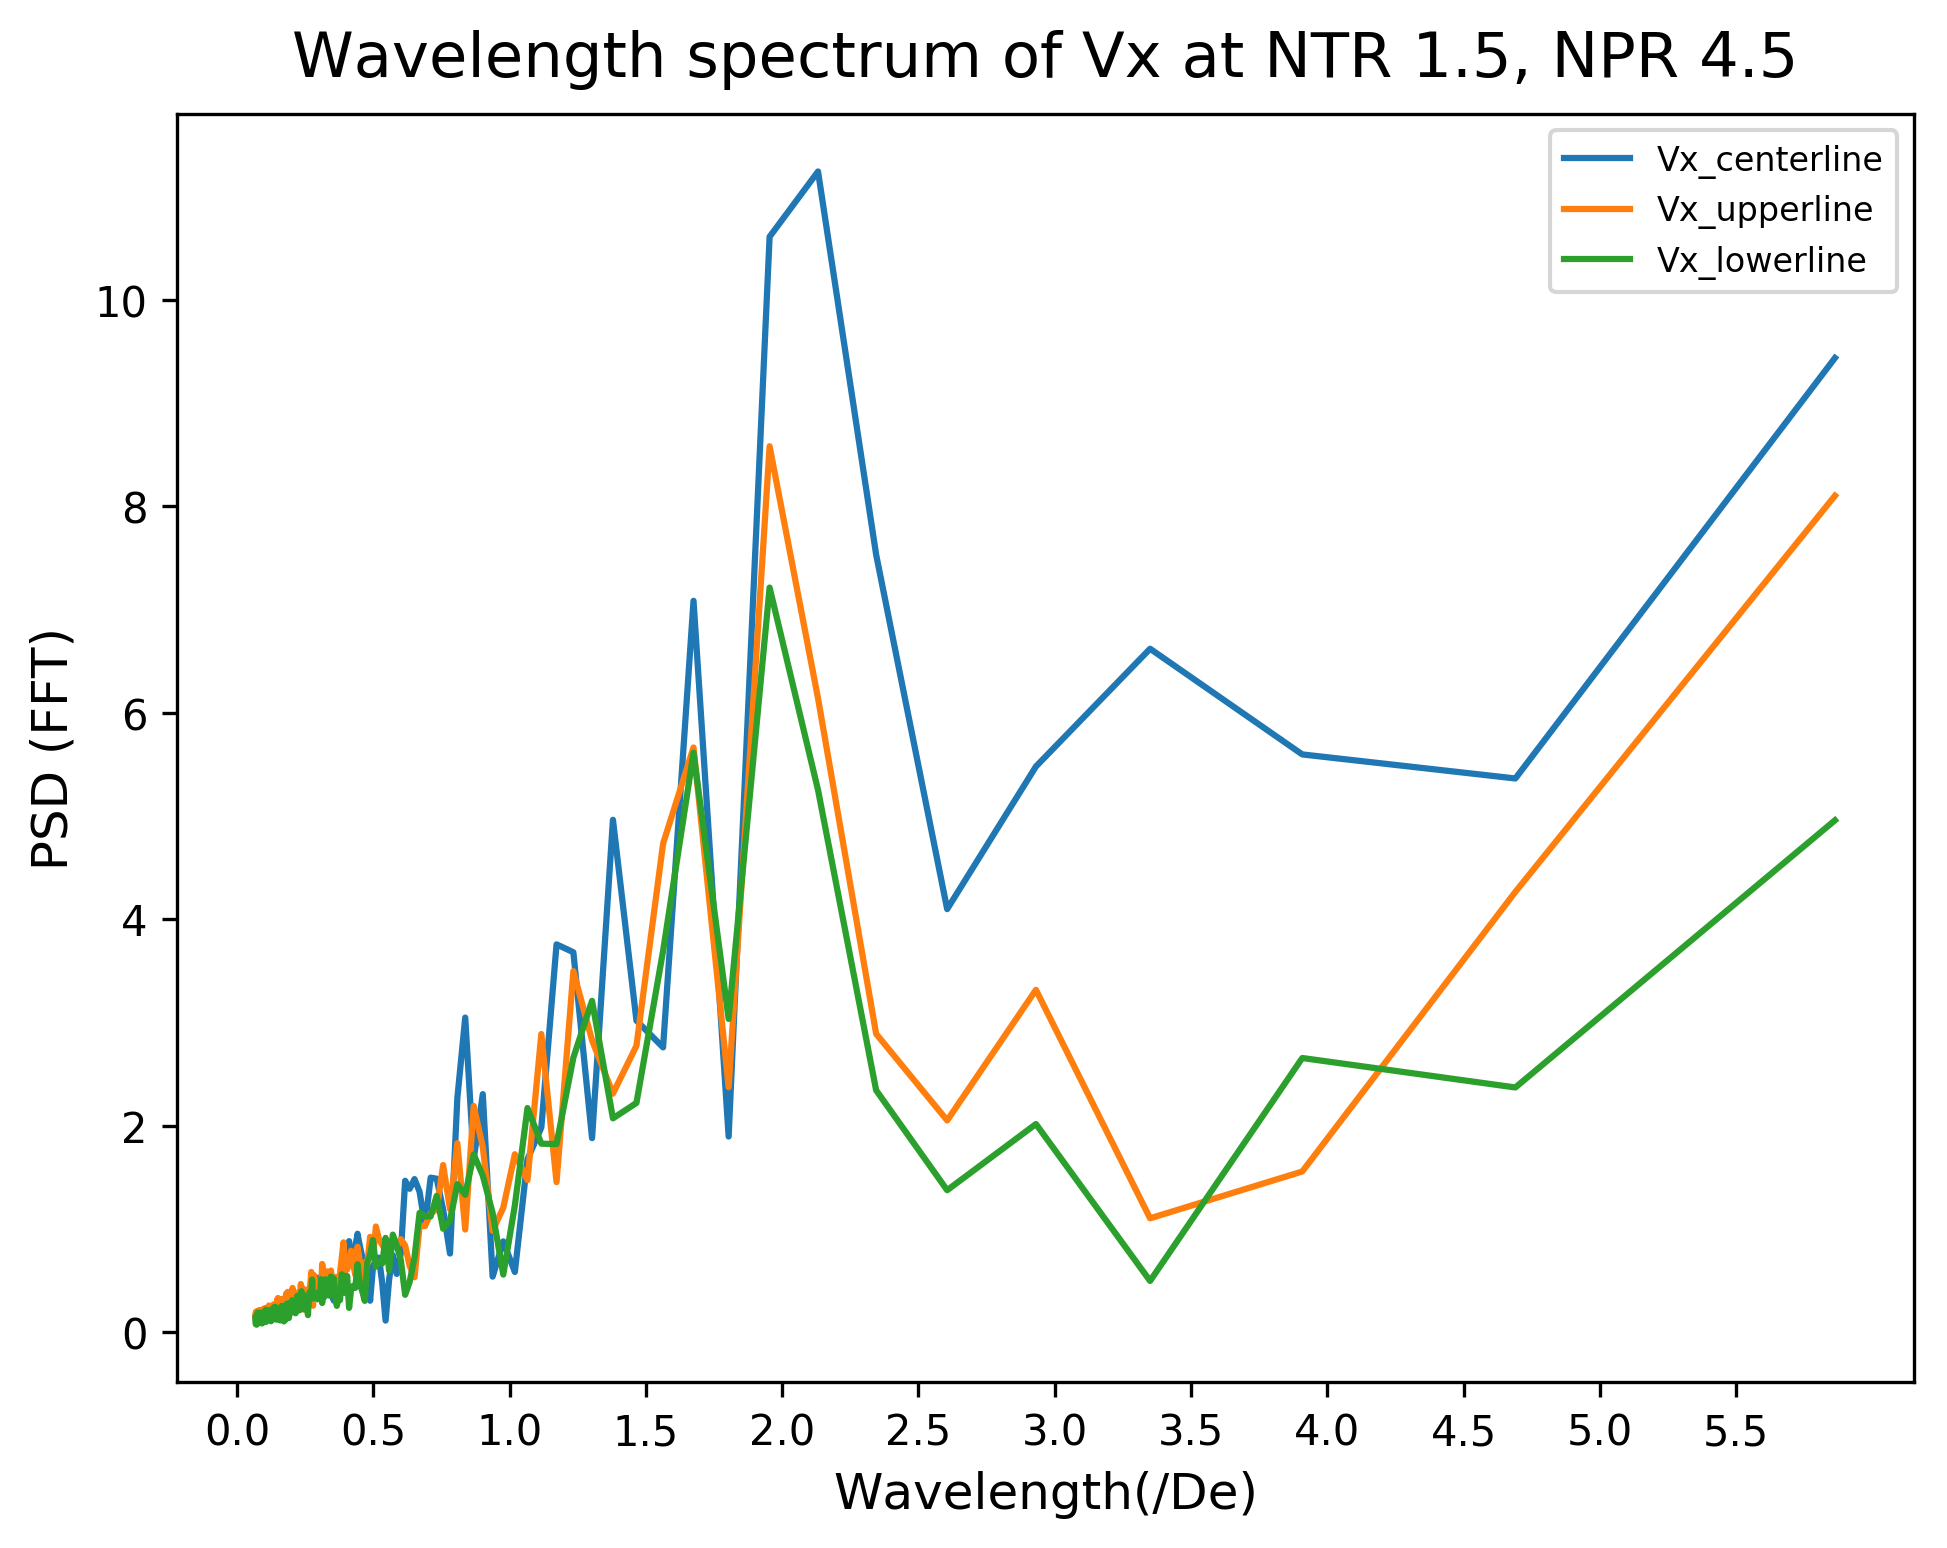 Wavelength spectrum of Vx at NTR 1.5, NPR 4.5
Vx_centerline
Vx_upperline
Vx_lowerline
PSD (FFT)
10
8
6
4
2
0
0.0 0.5 1.0 1.5 2.0 2.5 3.0 3.5 4.0 4.5 5.0 5.5
Wavelength(/De)